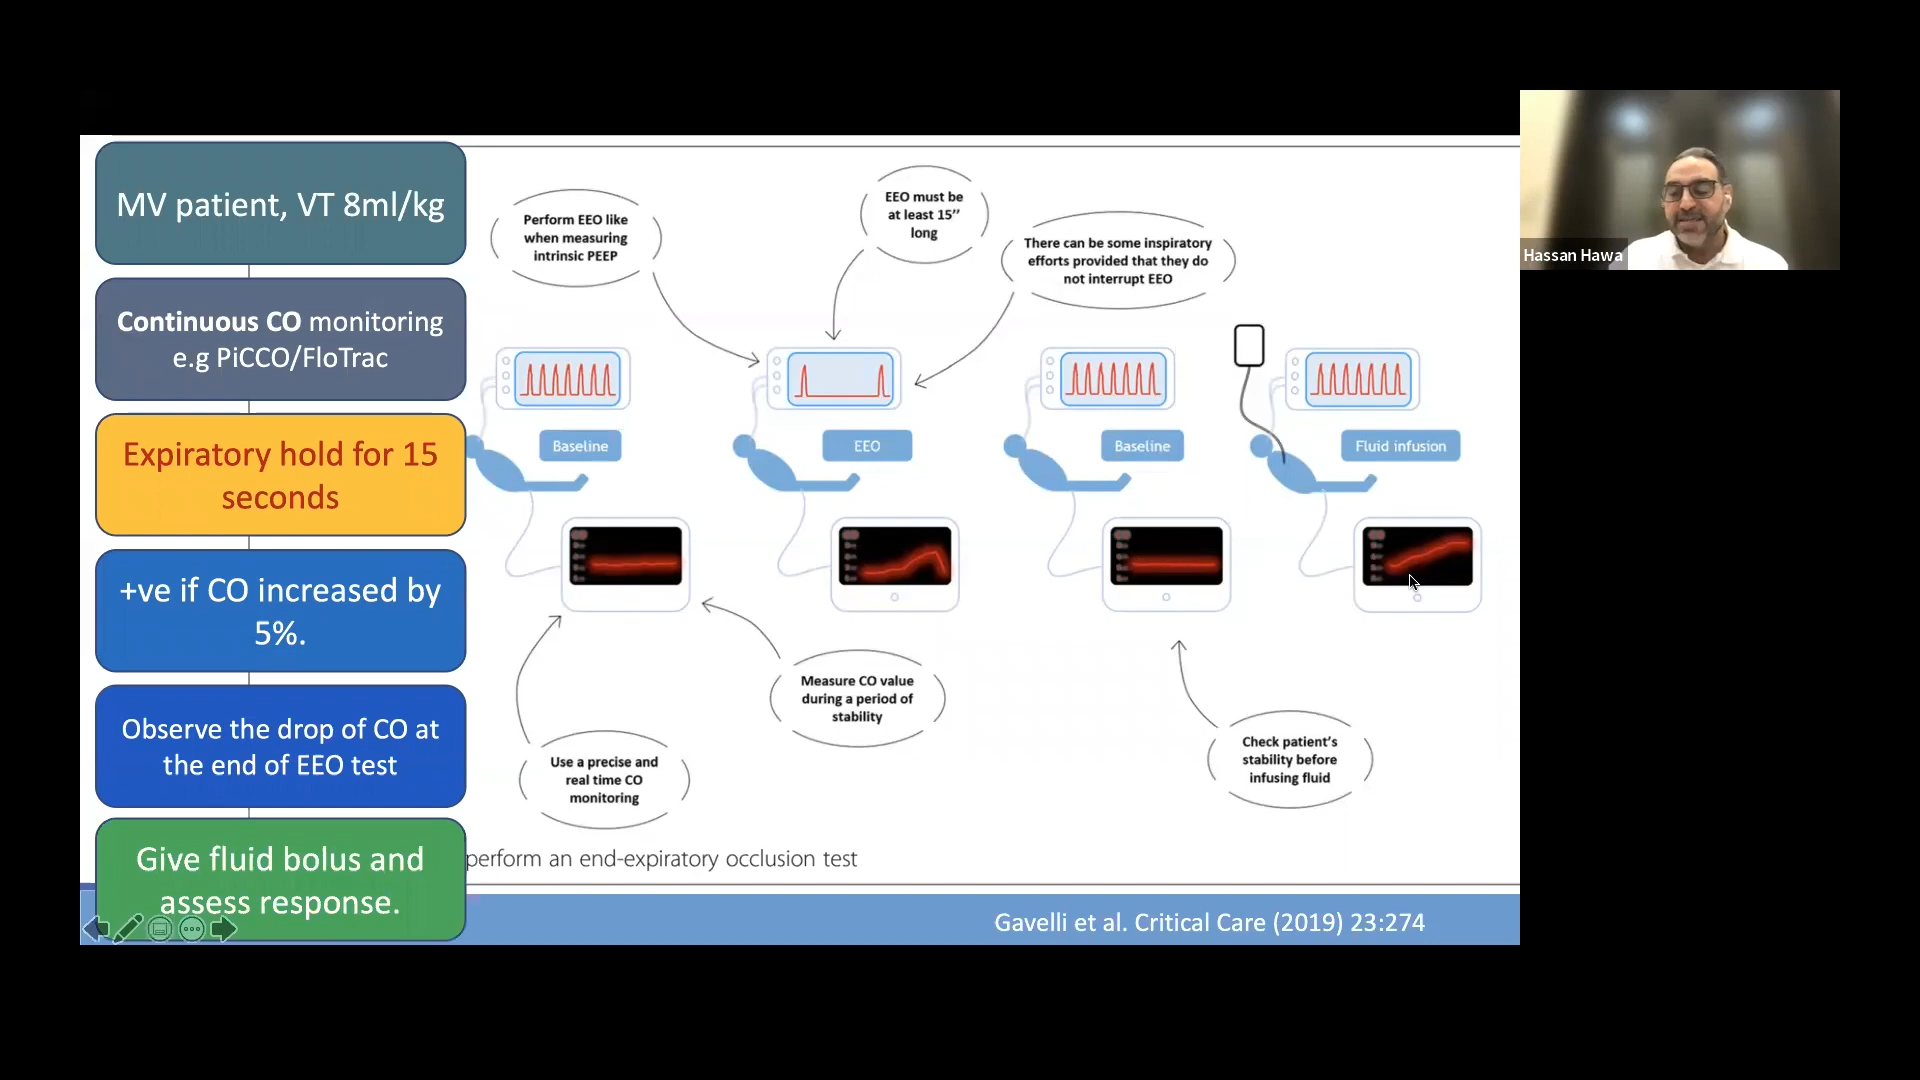 MV patient, VT 8ml/kg
Continuous CO monitoring
e.g PiCCO/FloTrac
Expiratory hold for 15
seconds
+ve if CO increased by
5%.
Observe the drop of CO at
the end of EEO test
Give fluid bolus and
assess response.
Perform EEO like
when measuring
intrinsic PEEP
EEO must be
at least 15’’
long
There can be some inspiratory
efforts provided that they do
not interrupt EEO
Baseline
EEO
Baseline
Fluid infusion
Use a precise and
real time CO
monitoring
Measure CO value
during a period of
stability
Check patient’s
stability before
infusing fluid
perform an end-expiratory occlusion test
Gavelli et al. Critical Care (2019) 23:274
Hassan Hawa